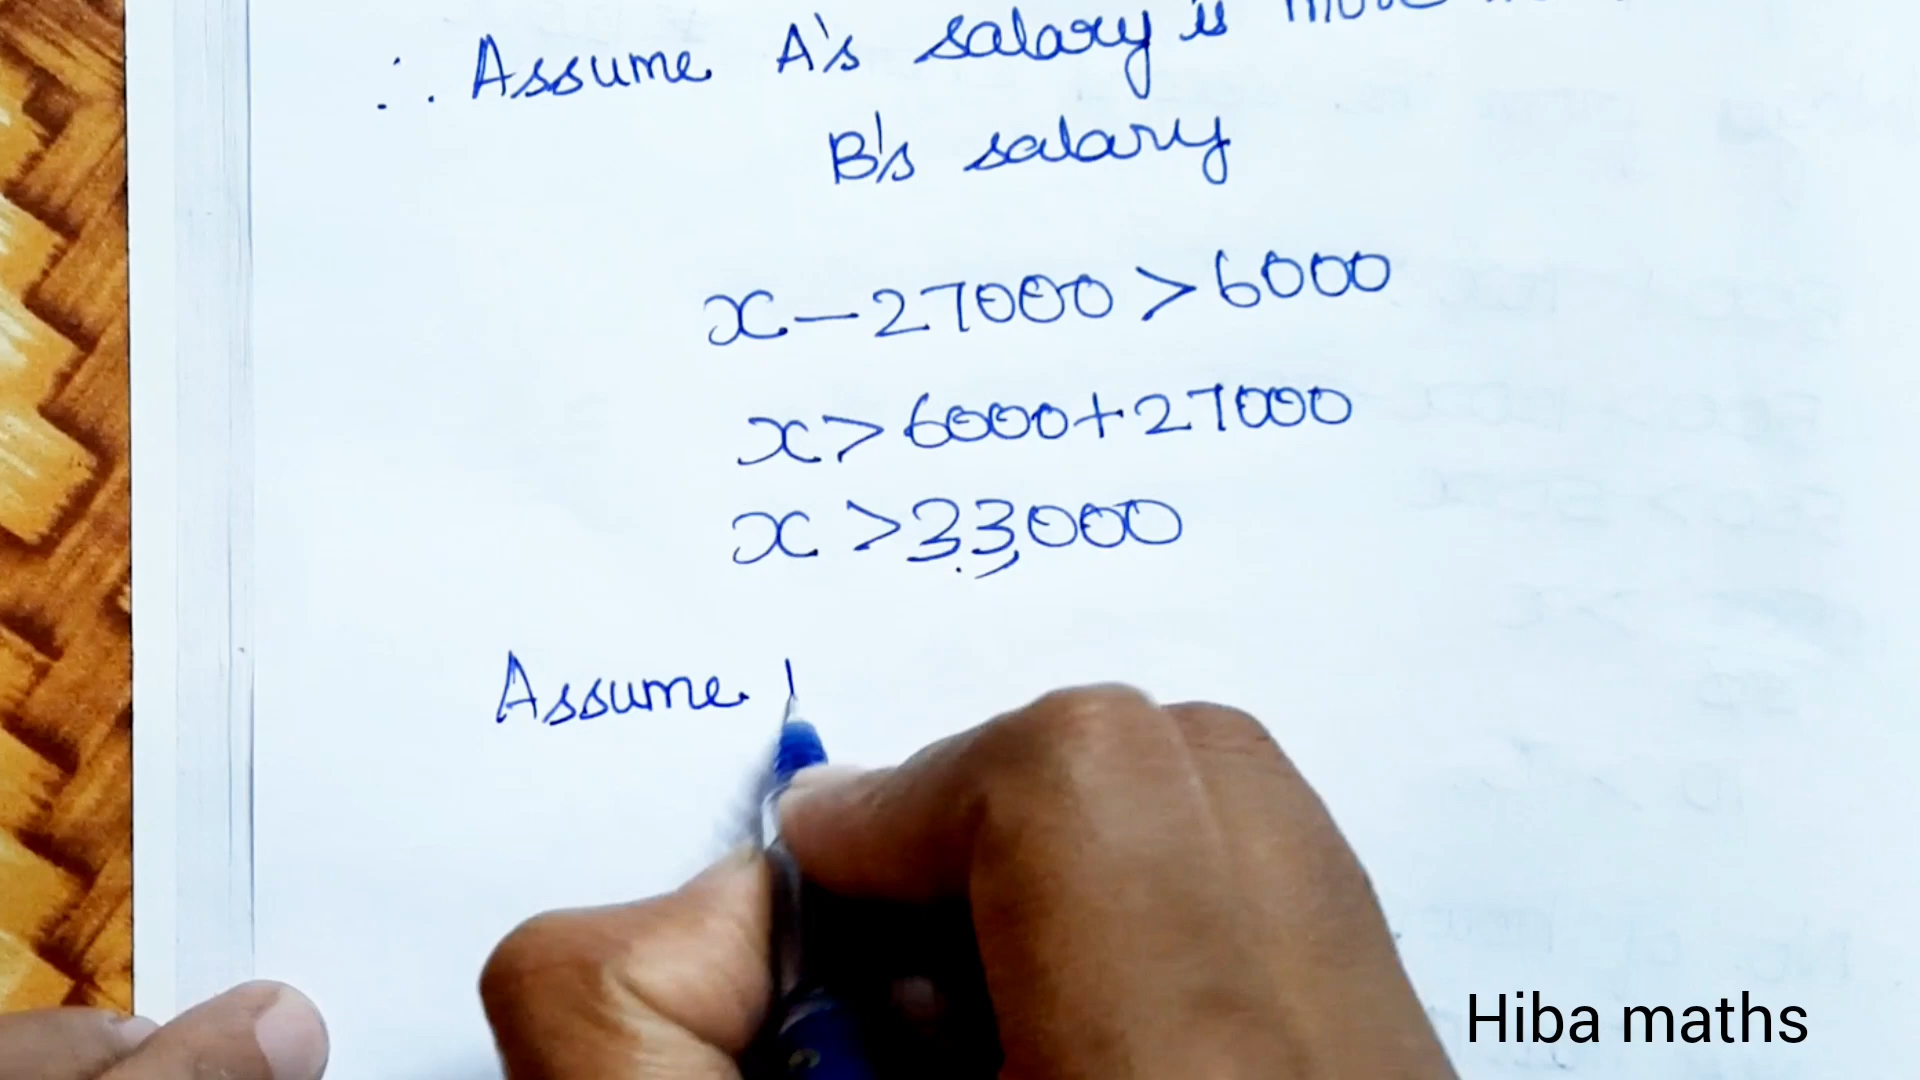 ∴ Assume A's salary is
B's salary
x - 27000 > 6000
x > 6000 + 27000
x > 33,000
Assume
Hiba maths